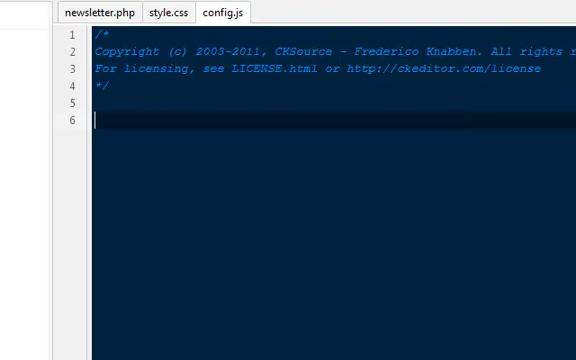 newsletter.php style.css config.js
1 /*
2 Copyright (c) 2003-2011, CKSource - Frederico Knabben. All rights
3 For licensing, see LICENSE.html or http://ckeditor.com/license
4 */
5
6